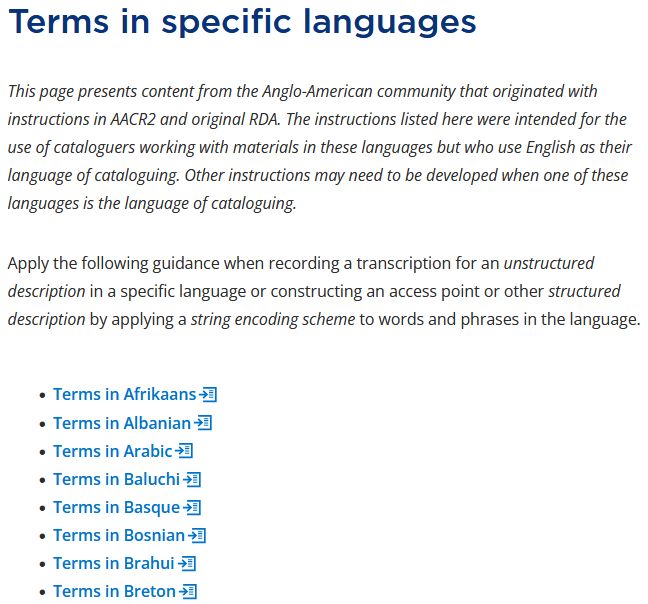 Terms in specific languages
This page presents content from the Anglo-American community that originated with
instructions in AACR2 and original RDA. The instructions listed here were intended for the
use of cataloguers working with materials in these languages but who use English as their
language of cataloguing. Other instructions may need to be developed when one of these
languages is the language of cataloguing.
Apply the following guidance when recording a transcription for an unstructured
description in a specific language or constructing an access point or other structured
description by applying a string encoding scheme to words and phrases in the language.
• Terms in Afrikaans
• Terms in Albanian
• Terms in Arabic
• Terms in Baluchi
• Terms in Basque
• Terms in Bosnian
• Terms in Brahui
• Terms in Breton